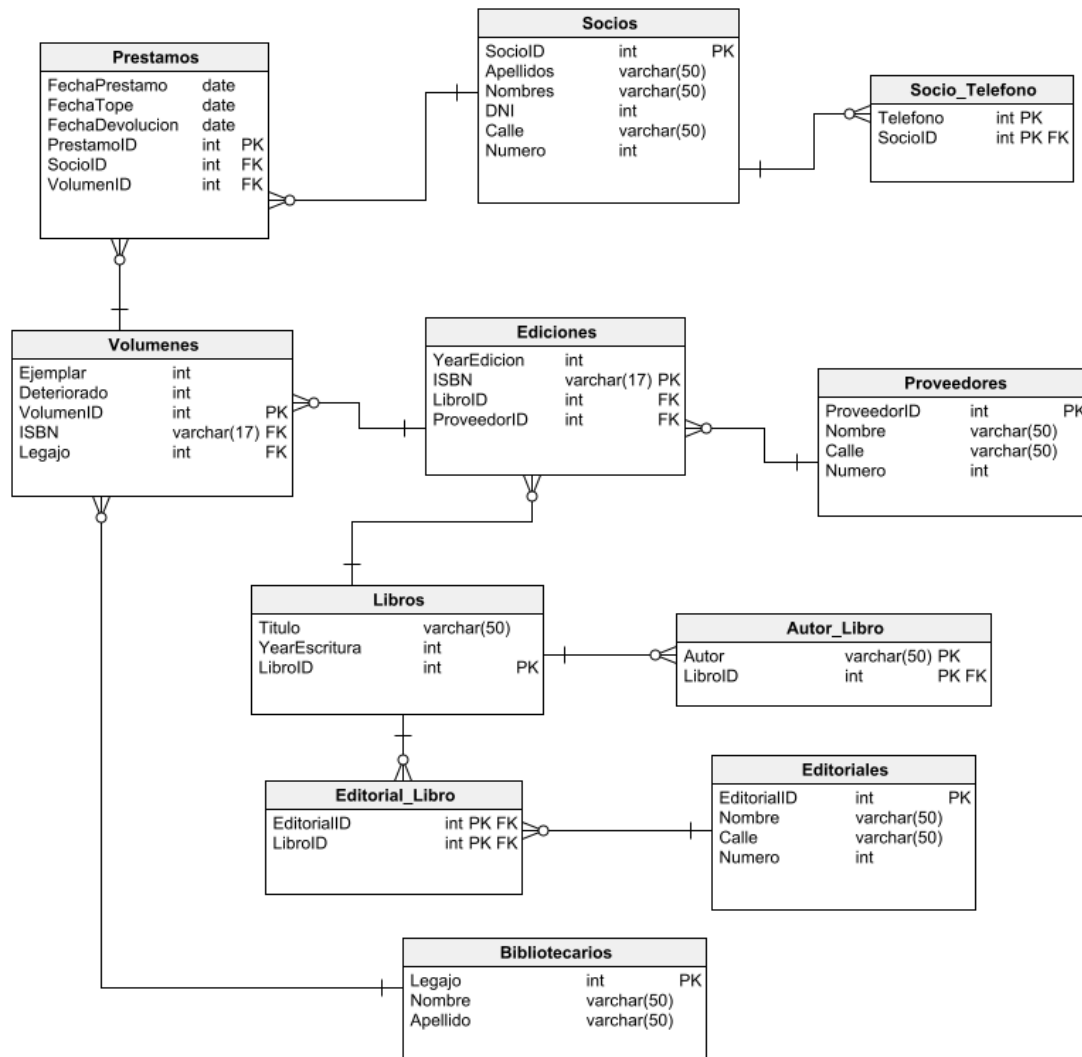 Prestamos
FechaPrestamo date
FechaTope date
FechaDevolucion date
PrestamoID int PK
SocioID int FK
VolumenID int FK
Socios
SocioID int PK
Apellidos varchar(50)
Nombres varchar(50)
DNI int
Calle varchar(50)
Numero int
Socio_Telefono
Telefono int PK
SocioID int PK FK
Volumenes
Ejemplar int
Deteriorado int
VolumenID int PK
ISBN varchar(17) FK
Legajo int FK
Ediciones
YearEdicion int
ISBN varchar(17) PK
LibroID int FK
ProveedorID int FK
Proveedores
ProveedorID int PK
Nombre varchar(50)
Calle varchar(50)
Numero int
Libros
Titulo varchar(50)
YearEscritura int
LibroID int PK
Autor_Libro
Autor varchar(50) PK
LibroID int PK FK
Editorial_Libro
EditorialID int PK FK
LibroID int PK FK
Editoriales
EditorialID int PK
Nombre varchar(50)
Calle varchar(50)
Numero int
Bibliotecarios
Legajo int PK
Nombre varchar(50)
Apellido varchar(50)